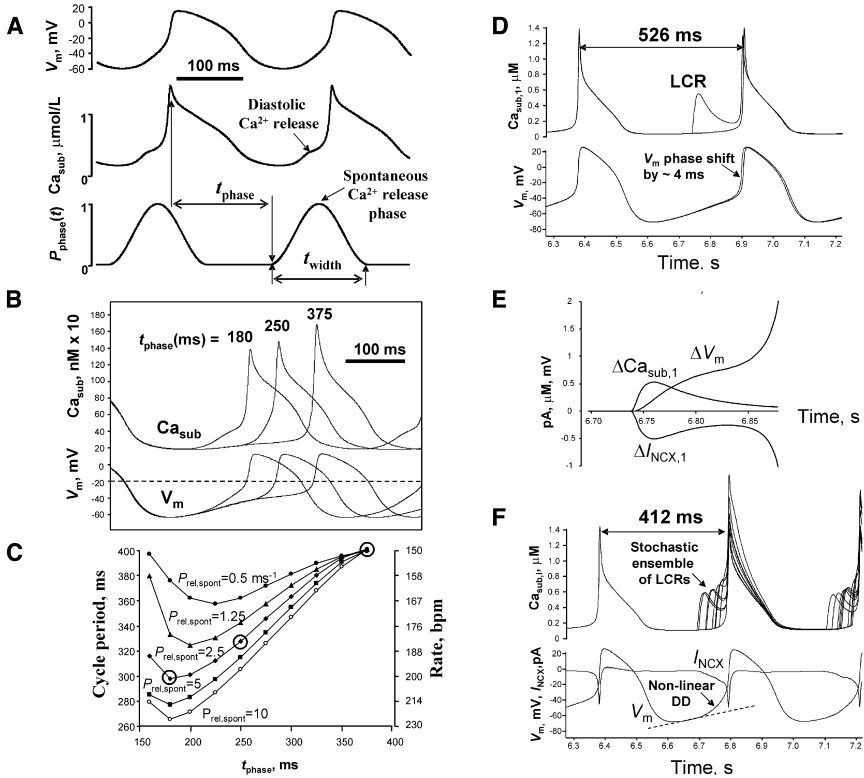 A
Vm, mV
20
0
-20
-40
-60
100 ms
Casub, μmol/L
1
0
Diastolic
Ca2+ release
Spontaneous
Ca2+ release
phase
tphase
Pphase(t)
1
0
twidth
B
Casub, nM x 10
180
160
140
120
100
80
60
40
20
tphase(ms) = 180 250 375
100 ms
Casub
Vm, mV
0
-20
-40
-60
Vm
C
Cycle period, ms
400
380
360
340
320
300
280
260
Prel,spont=0.5 ms-1
Prel,spont=1.25
Prel,spont=2.5
Prel,spont=5
Prel,spont=10
150
158
167
176
188
200
214
230
Rate, bpm
150 200 250 300 350 400
tphase, ms
D
Casub,1, μM
1.4
1.2
1.0
0.8
0.6
0.4
0.2
0
526 ms
LCR
Vm, mV
40
20
0
-20
-40
-60
-80
Vm phase shift
by ~ 4 ms
6.3 6.4 6.5 6.6 6.7 6.8 6.9 7.0 7.1 7.2
Time, s
E
pA, μM, mV
2
1.5
1
0.5
0
-0.5
-1
ΔCasub,1
ΔVm
6.70 6.75 6.80 6.85
Time, s
ΔINCX,1
F
Casub,i, μM
1.4
1.2
1.0
0.8
0.6
0.4
0.2
0
412 ms
Stochastic
ensemble
of LCRs
Vm, mV, INCX,pA
20
0
-20
-40
-60
-80
INCX
Non-linear
DD
Vm
6.3 6.4 6.5 6.6 6.7 6.8 6.9 7.0 7.1 7.2
Time, s